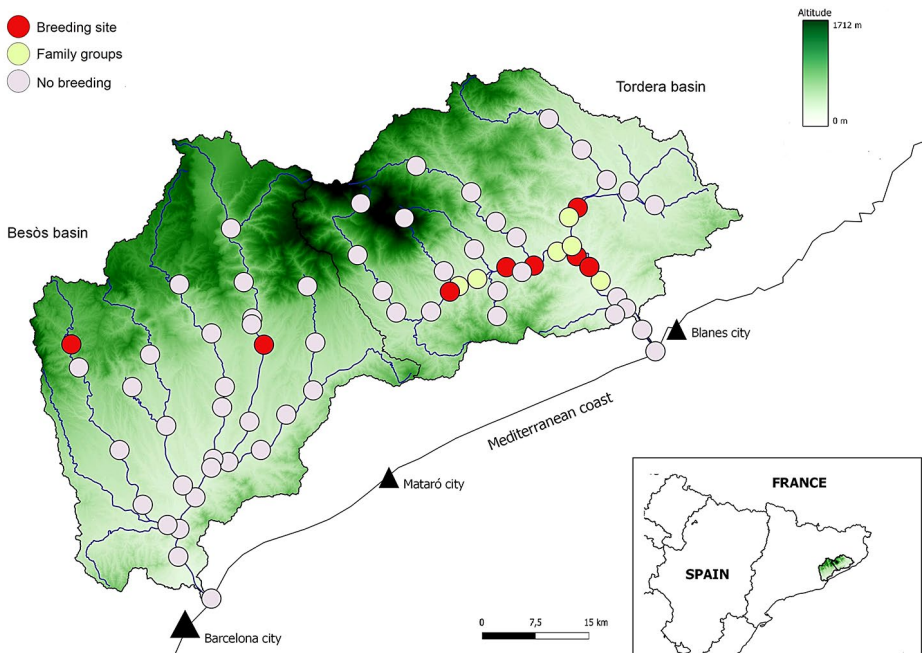 Breeding site
Family groups
No breeding
Altitude
1712 m
0 m
Tordera basin
Besòs basin
Blanes city
Mediterranean coast
Mataró city
Barcelona city
0 7,5 15 km
FRANCE
SPAIN